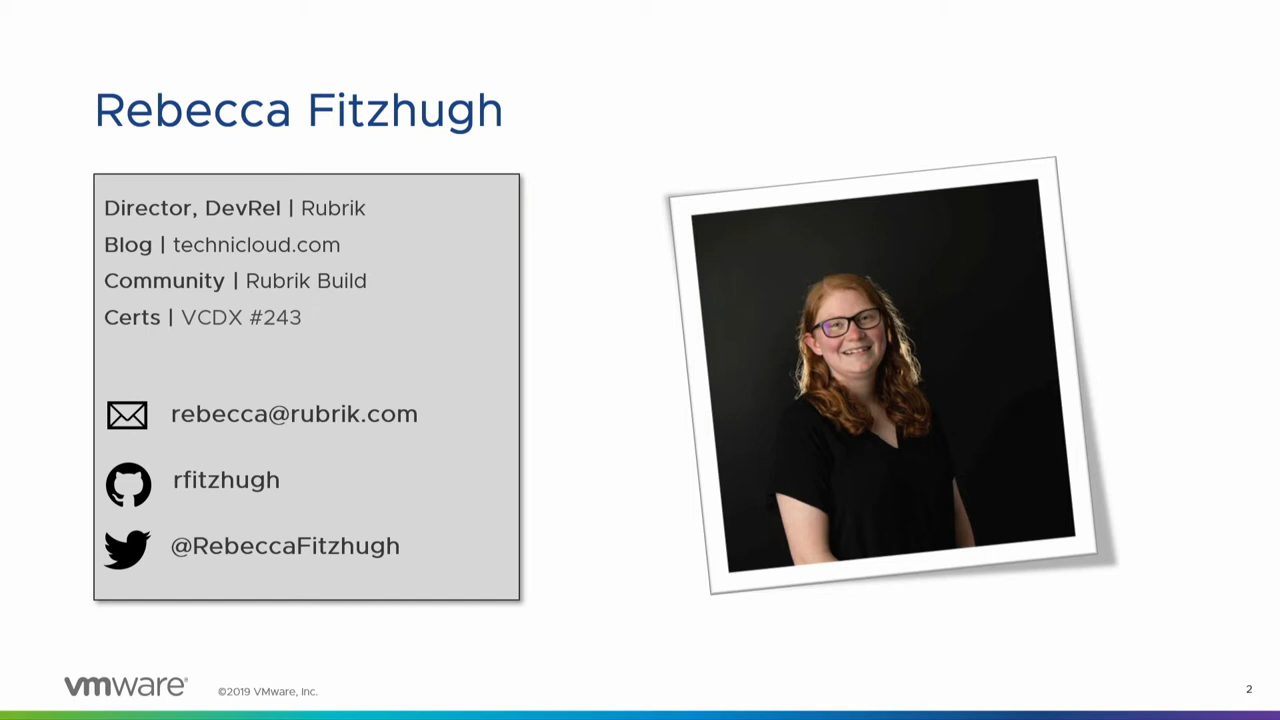 Rebecca Fitzhugh
Director, DevRel | Rubrik
Blog | technicloud.com
Community | Rubrik Build
Certs | VCDX #243
rebecca@rubrik.com
rfitzhugh
@RebeccaFitzhugh
vmware®
©2019 VMware, Inc.
2